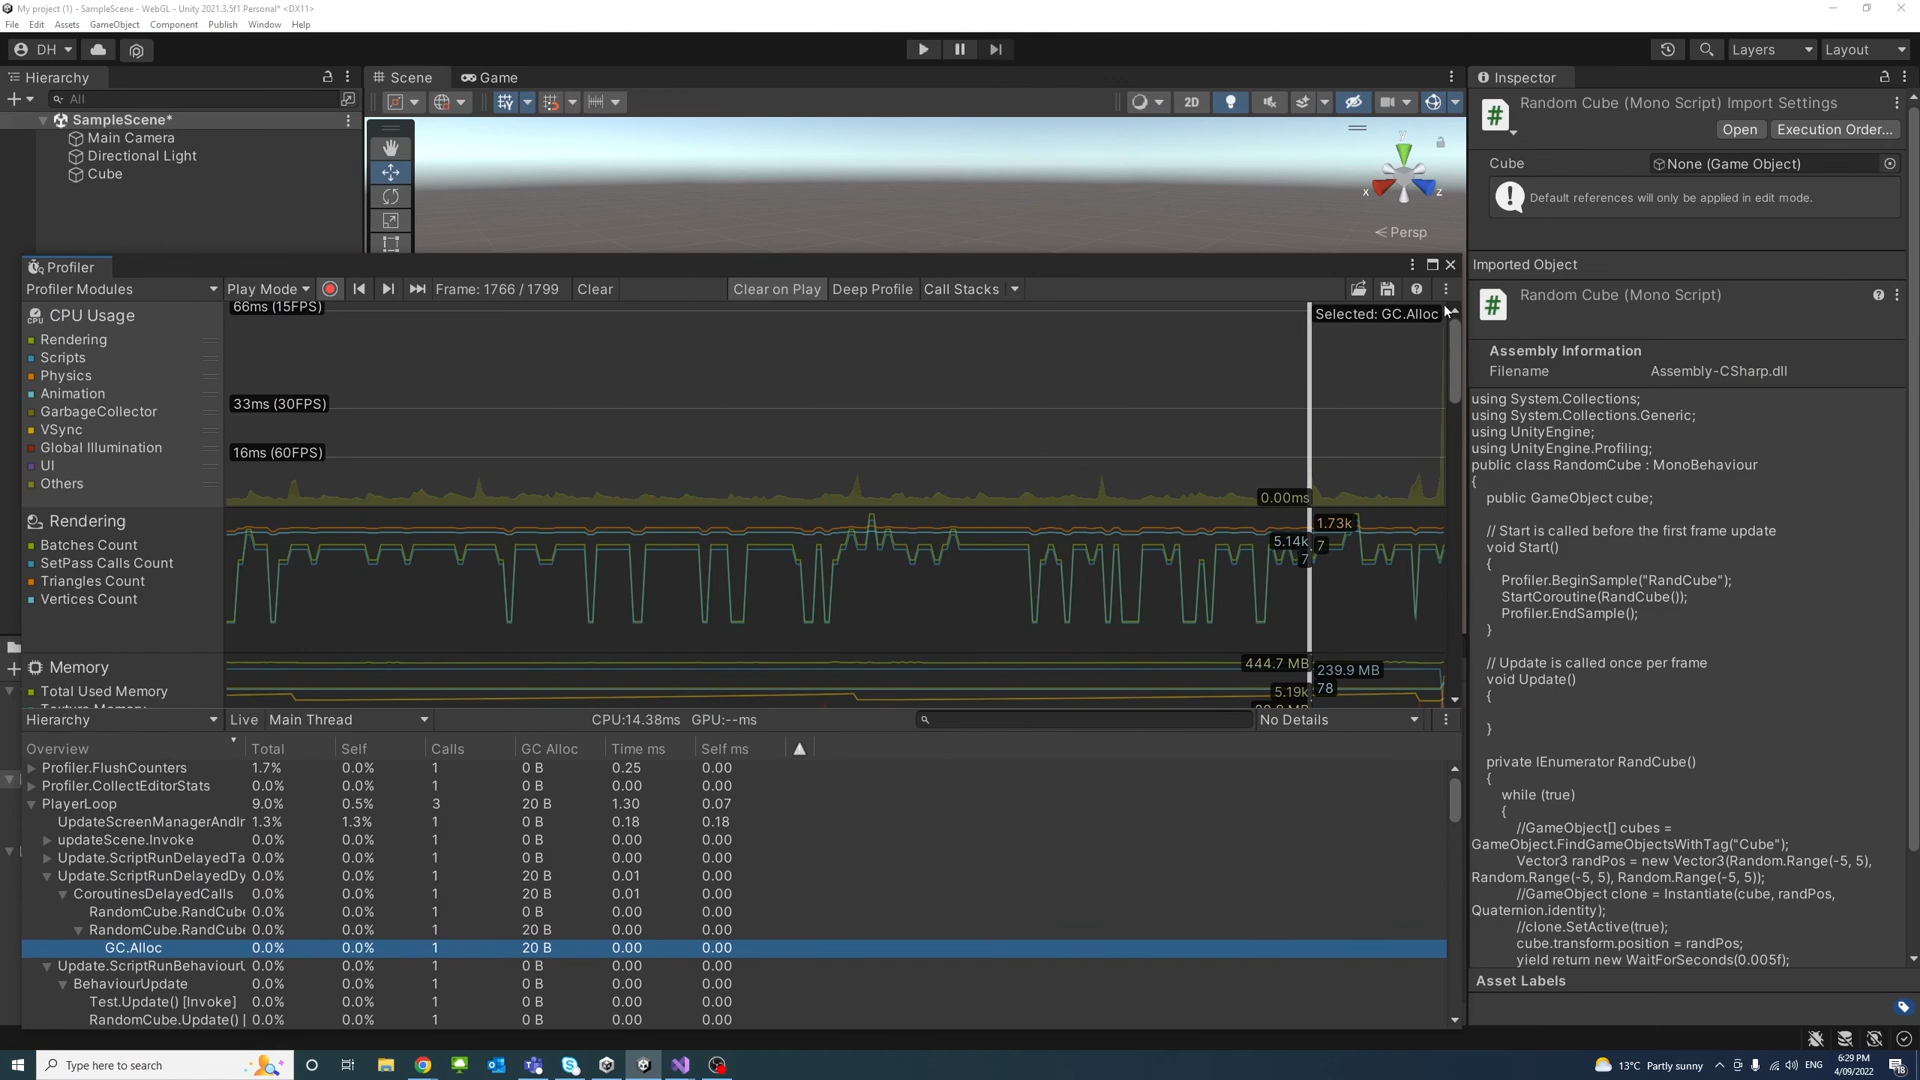 My project (1) - SampleScene - WebGL - Unity 2021.3.5f1 Personal* <DX11>
File Edit Assets GameObject Component Publish Window Help
DH Layers Layout
Hierarchy Scene Game Inspector
All
2D
SampleScene*
Main Camera
Directional Light
Cube
y
x z
Persp
Random Cube (Mono Script) Import Settings
Open Execution Order...
Cube None (Game Object)
Default references will only be applied in edit mode.
Imported Object
Random Cube (Mono Script)
Assembly Information
Filename Assembly-CSharp.dll
using System.Collections;
using System.Collections.Generic;
using UnityEngine;
using UnityEngine.Profiling;
public class RandomCube : MonoBehaviour
{
public GameObject cube;
// Start is called before the first frame update
void Start()
{
Profiler.BeginSample("RandCube");
StartCoroutine(RandCube());
Profiler.EndSample();
}
// Update is called once per frame
void Update()
{
}
private IEnumerator RandCube()
{
while (true)
{
//GameObject[] cubes =
GameObject.FindGameObjectsWithTag("Cube");
Vector3 randPos = new Vector3(Random.Range(-5, 5),
Random.Range(-5, 5), Random.Range(-5, 5));
//GameObject clone = Instantiate(cube, randPos,
Quaternion.identity);
//clone.SetActive(true);
cube.transform.position = randPos;
yield return new WaitForSeconds(0.005f);
Asset Labels
Profiler
Profiler Modules Play Mode Frame: 1766 / 1799 Clear Clear on Play Deep Profile Call Stacks
CPU Usage
Rendering
Scripts
Physics
Animation
GarbageCollector
VSync
Global Illumination
UI
Others
66ms (15FPS)
Selected: GC.Alloc
33ms (30FPS)
16ms (60FPS)
0.00ms
Rendering
Batches Count
SetPass Calls Count
Triangles Count
Vertices Count
1.73k
5.14k
7
7
Memory
Total Used Memory
444.7 MB
239.9 MB
5.19k
78
Hierarchy Live Main Thread CPU:14.38ms GPU:--ms No Details
Overview Total Self Calls GC Alloc Time ms Self ms
Profiler.FlushCounters 1.7% 0.0% 1 0 B 0.25 0.00
Profiler.CollectEditorStats 0.0% 0.0% 1 0 B 0.00 0.00
PlayerLoop 9.0% 0.5% 3 20 B 1.30 0.07
UpdateScreenManagerAndIr 1.3% 1.3% 1 0 B 0.18 0.18
updateScene.Invoke 0.0% 0.0% 1 0 B 0.00 0.00
Update.ScriptRunDelayedTa 0.0% 0.0% 1 0 B 0.00 0.00
Update.ScriptRunDelayedDy 0.0% 0.0% 1 20 B 0.01 0.00
CoroutinesDelayedCalls 0.0% 0.0% 1 20 B 0.01 0.00
RandomCube.RandCube 0.0% 0.0% 1 0 B 0.00 0.00
RandomCube.RandCube 0.0% 0.0% 1 20 B 0.00 0.00
GC.Alloc 0.0% 0.0% 1 20 B 0.00 0.00
Update.ScriptRunBehaviourU 0.0% 0.0% 1 0 B 0.00 0.00
BehaviourUpdate 0.0% 0.0% 1 0 B 0.00 0.00
Test.Update() [Invoke] 0.0% 0.0% 1 0 B 0.00 0.00
RandomCube.Update() [ 0.0% 0.0% 1 0 B 0.00 0.00
Type here to search
13°C Partly sunny ENG 6:29 PM
4/09/2022